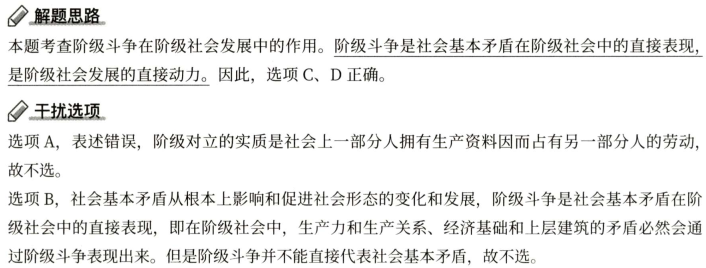 解题思路
本题考查阶级斗争在阶级社会发展中的作用。阶级斗争是社会基本矛盾在阶级社会中的直接表现，
是阶级社会发展的直接动力。因此，选项 C、D 正确。
干扰选项
选项 A，表述错误，阶级对立的实质是社会上一部分人拥有生产资料因而占有另一部分人的劳动，
故不选。
选项 B，社会基本矛盾从根本上影响和促进社会形态的变化和发展，阶级斗争是社会基本矛盾在阶
级社会中的直接表现，即在阶级社会中，生产力和生产关系、经济基础和上层建筑的矛盾必然会通
过阶级斗争表现出来。但是阶级斗争并不能直接代表社会基本矛盾，故不选。